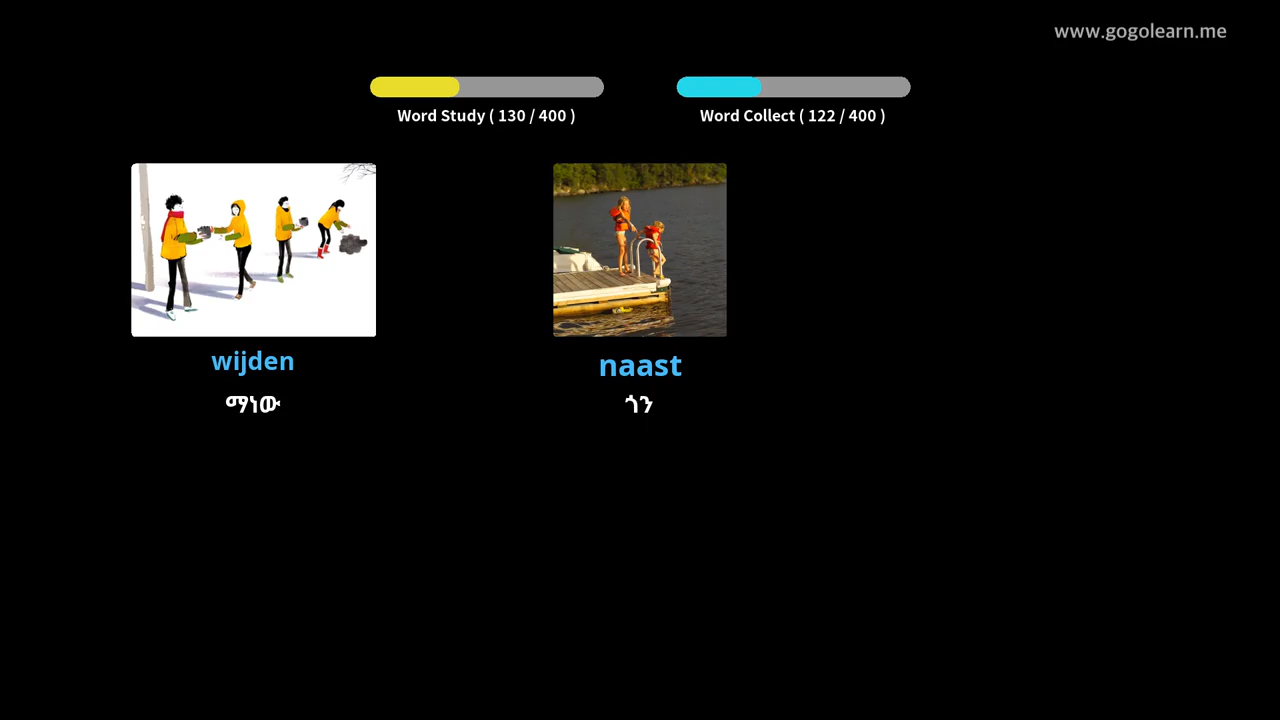 www.gogolearn.me
Word Study ( 130 / 400 )
Word Collect ( 122 / 400 )
wijden
ማነው
naast
ጎን